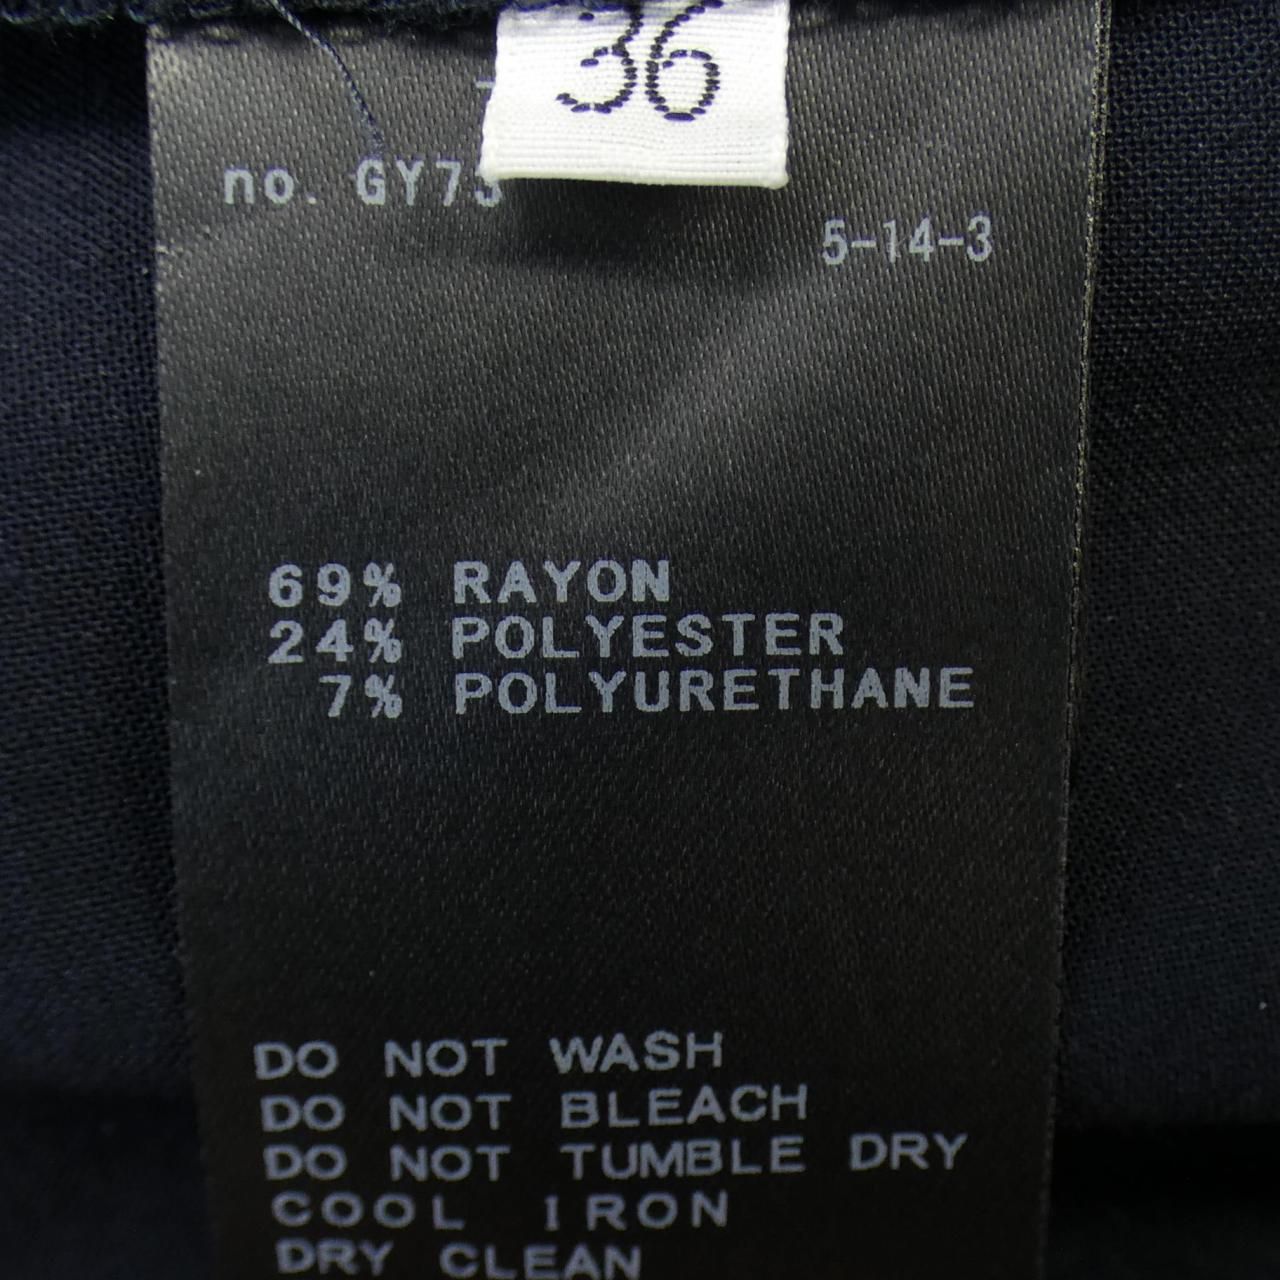 36
no. GY73
5-14-3
69% RAYON
24% POLYESTER
7% POLYURETHANE
DO NOT WASH
DO NOT BLEACH
DO NOT TUMBLE DRY
COOL IRON
DRY CLEAN